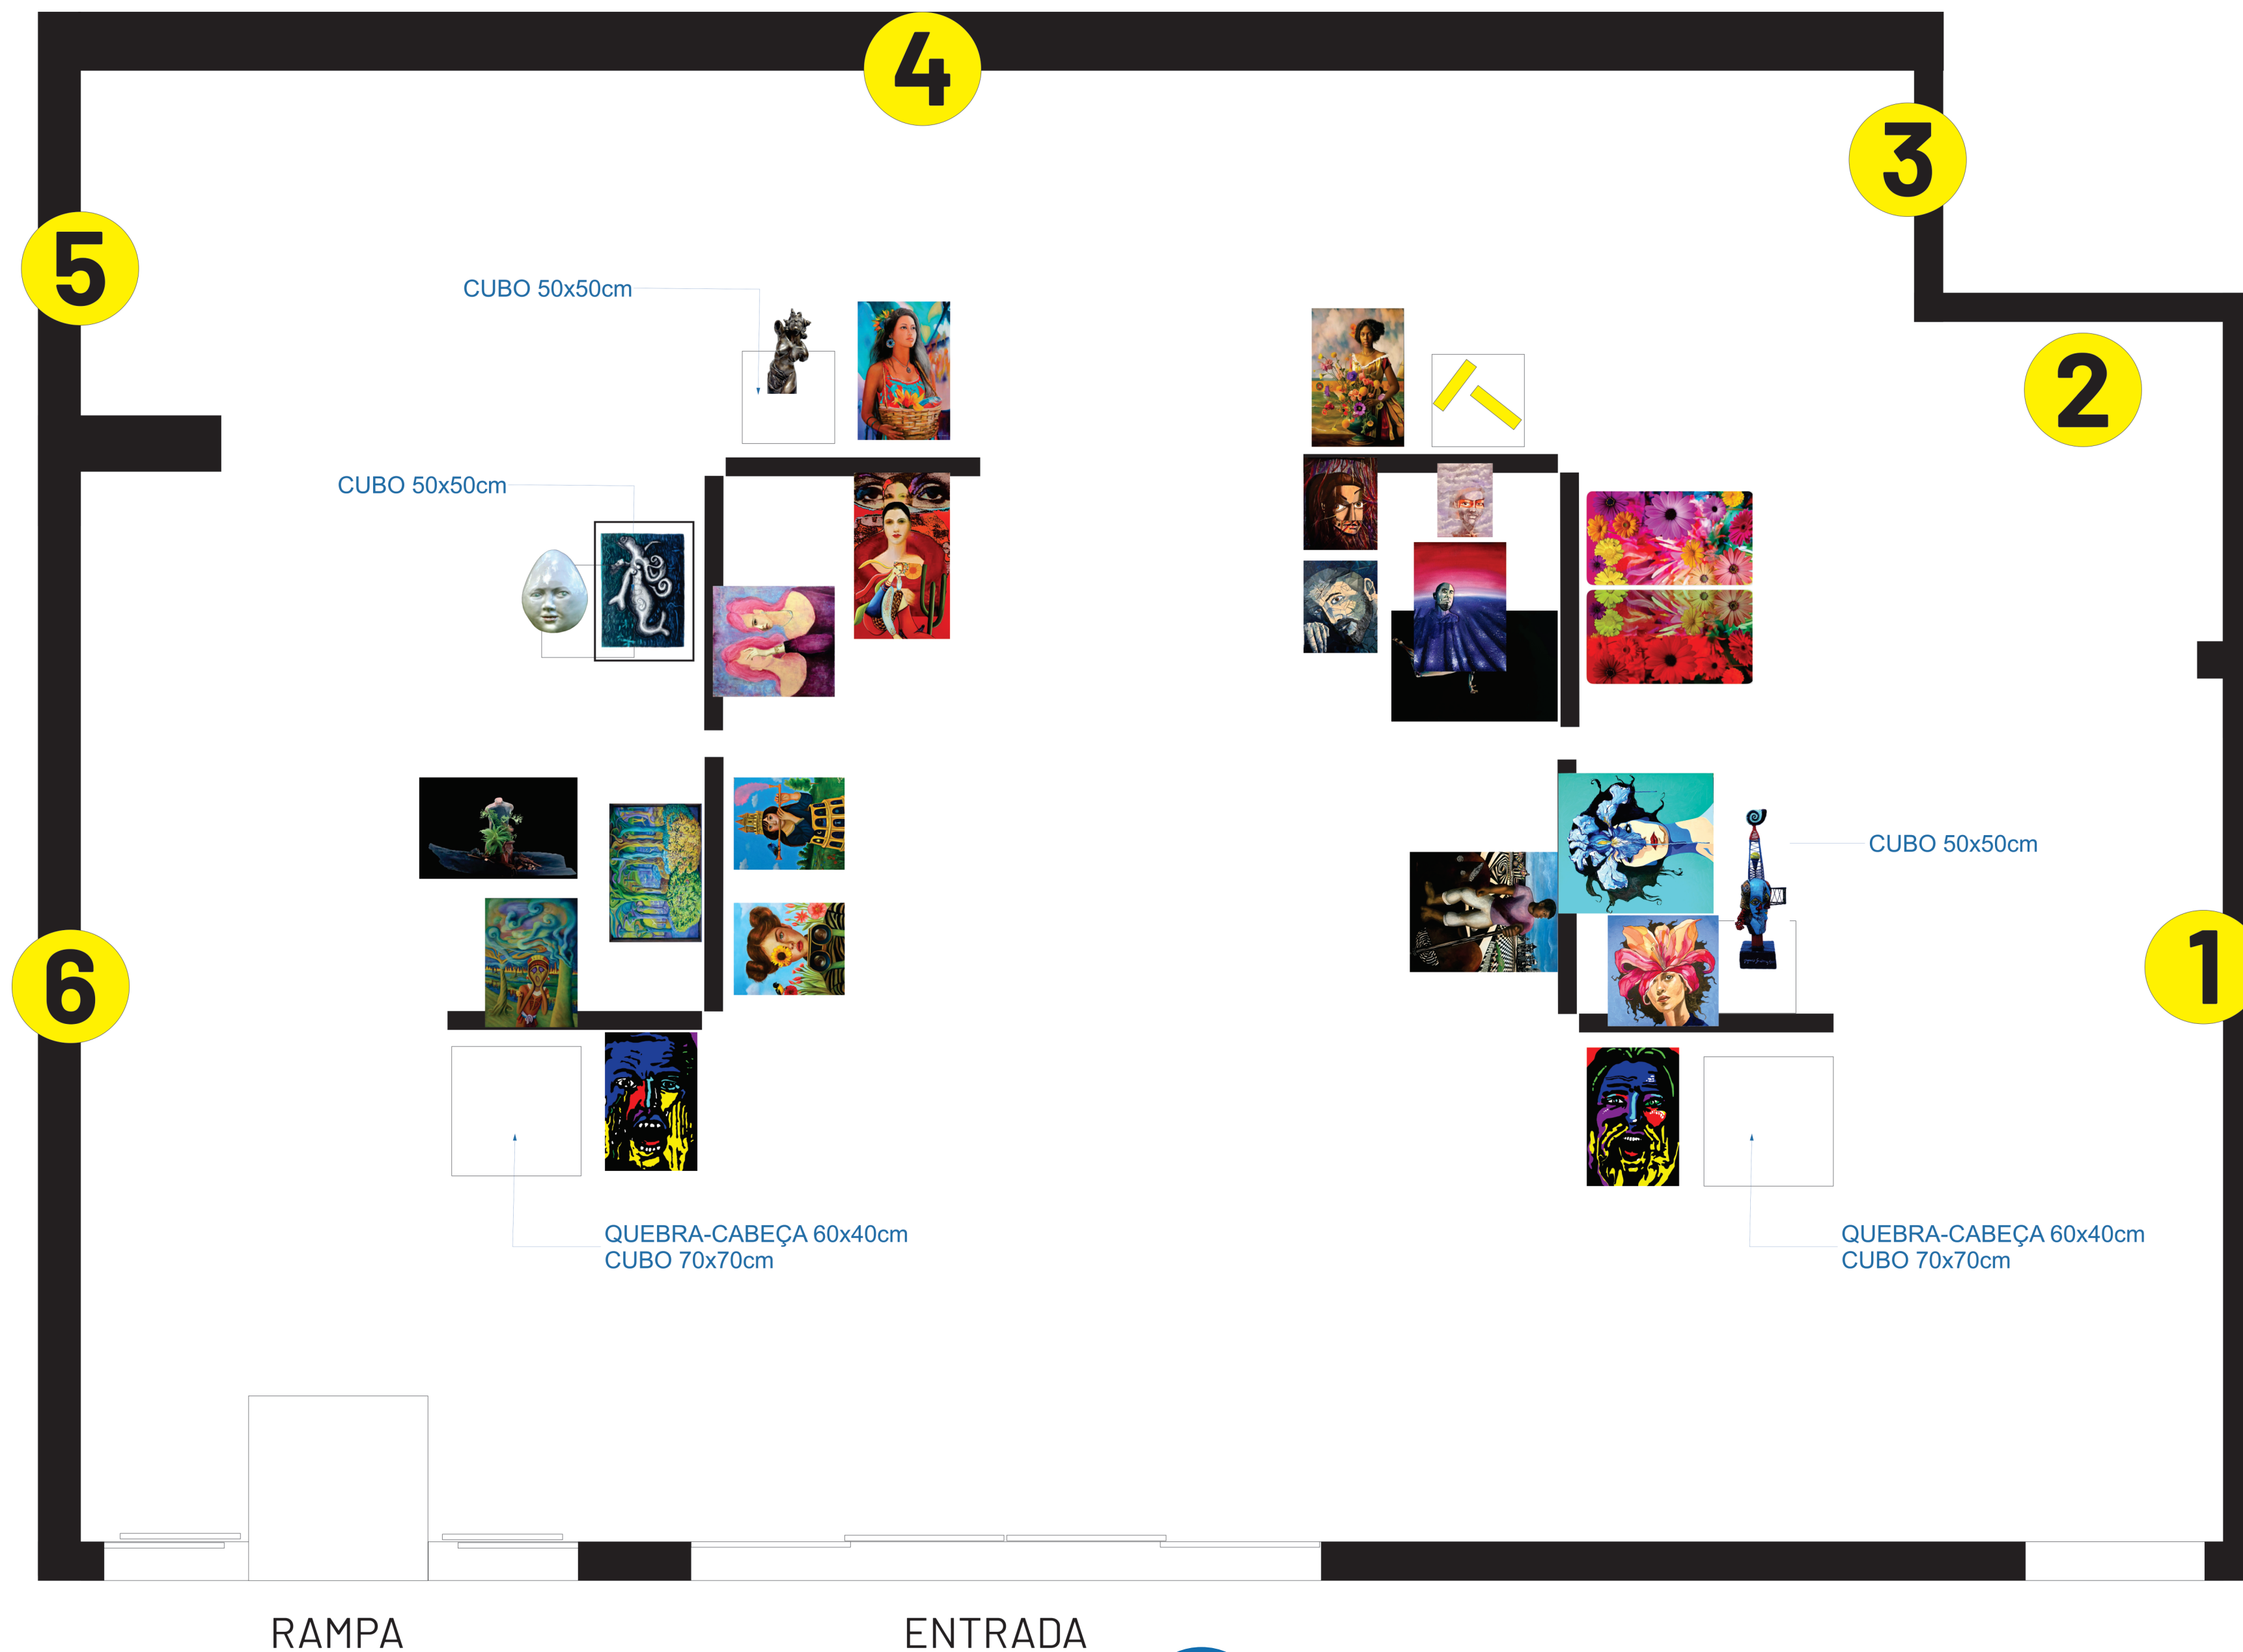 4
3
5
CUBO 50x50cm
2
CUBO 50x50cm
CUBO 50x50cm
6
1
QUEBRA-CABEÇA 60x40cm
CUBO 70x70cm
QUEBRA-CABEÇA 60x40cm
CUBO 70x70cm
RAMPA
ENTRADA